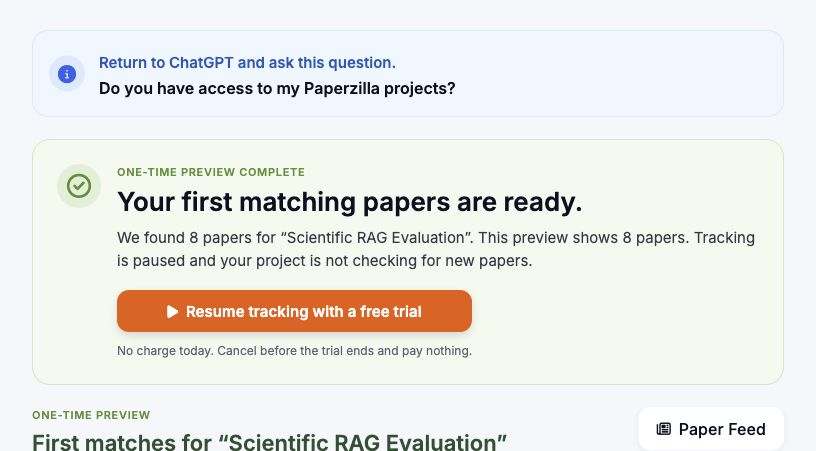 Return to ChatGPT and ask this question.
Do you have access to my Paperzilla projects?
ONE-TIME PREVIEW COMPLETE
Your first matching papers are ready.
We found 8 papers for “Scientific RAG Evaluation”. This preview shows 8 papers. Tracking
is paused and your project is not checking for new papers.
Resume tracking with a free trial
No charge today. Cancel before the trial ends and pay nothing.
ONE-TIME PREVIEW
First matches for “Scientific RAG Evaluation”
Paper Feed